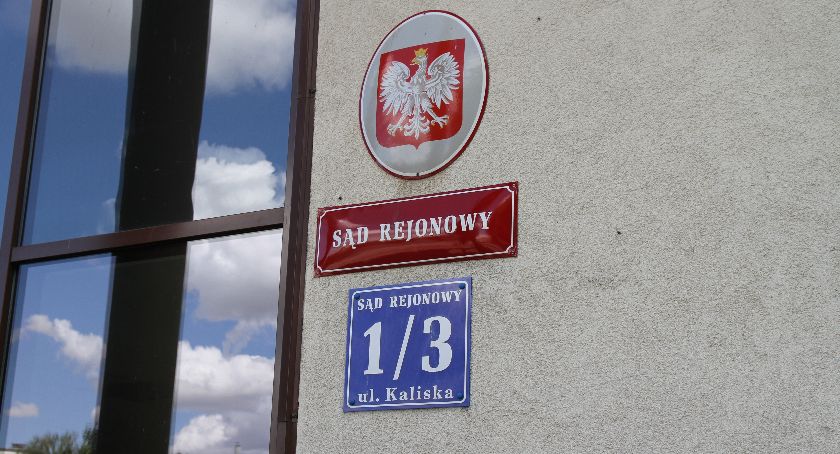 SĄD REJONOWY
SĄD REJONOWY
1/3
ul. Kaliska